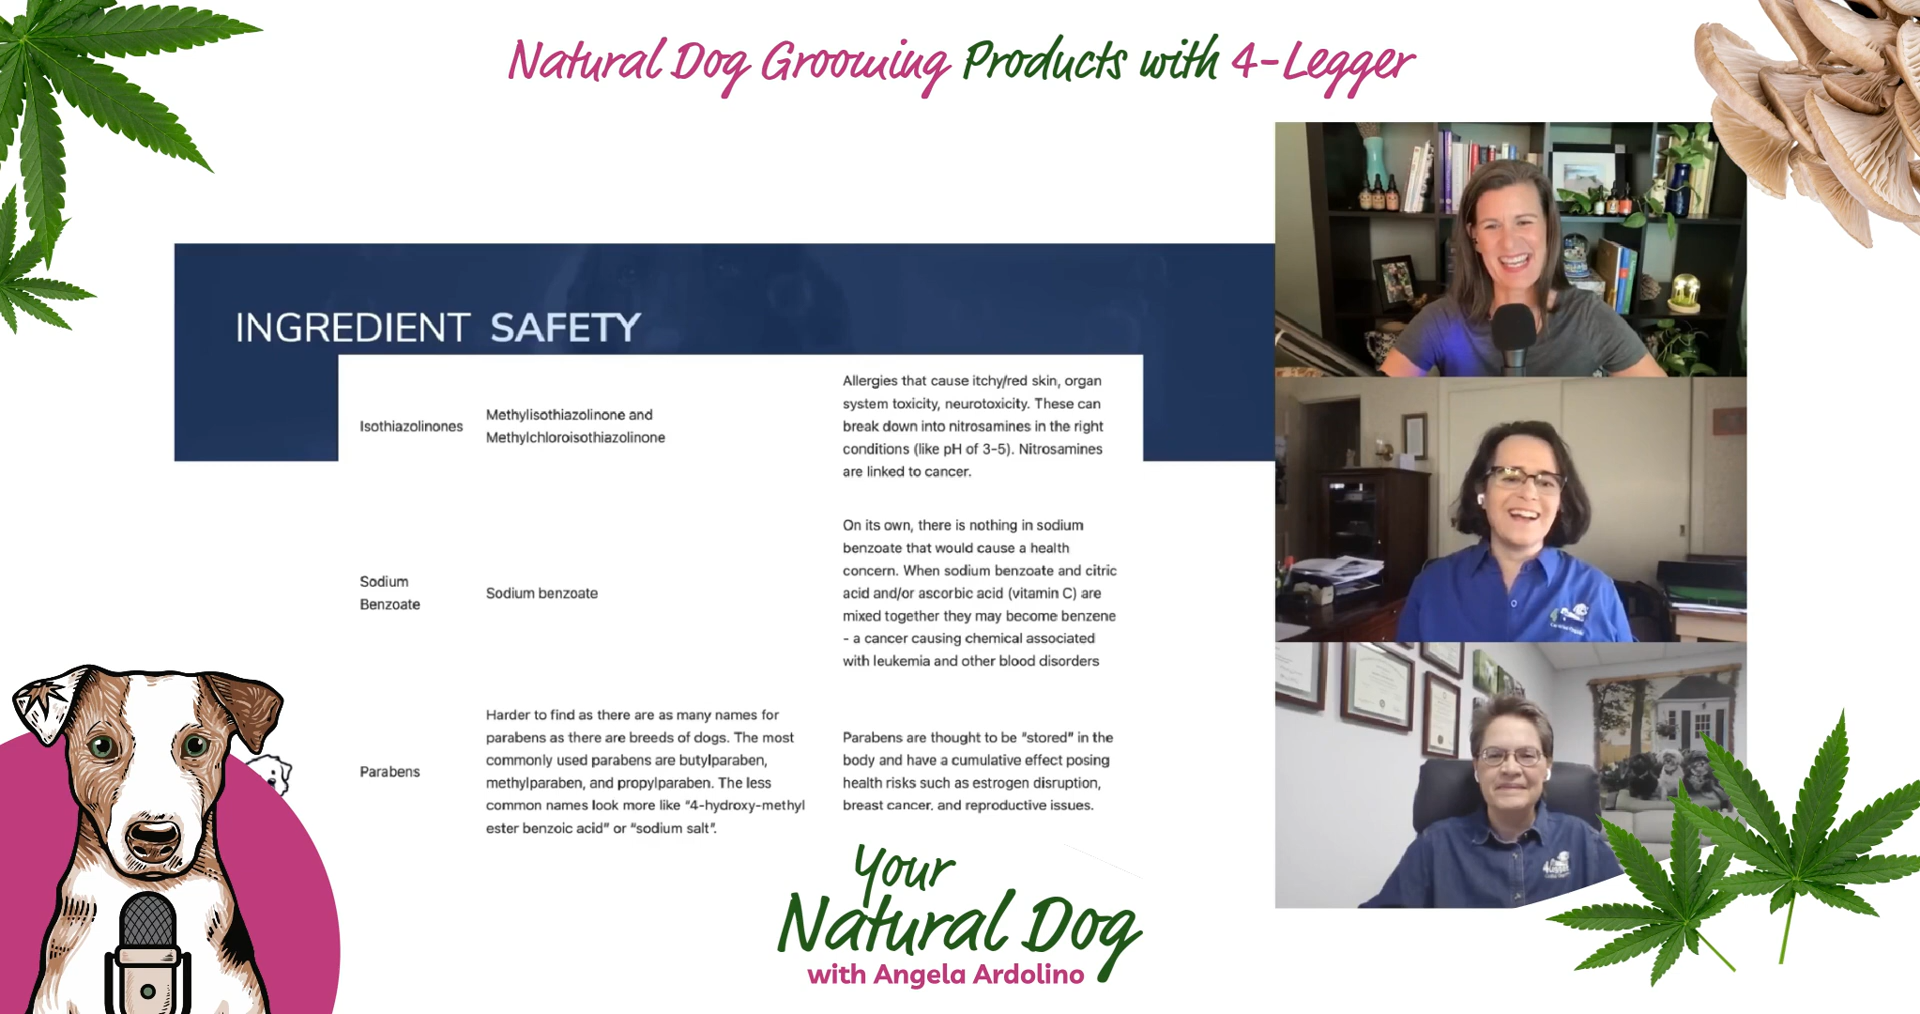 Natural Dog Grooming Products with 4-Legger
INGREDIENT SAFETY
Isothiazolinones
Methylisothiazolinone and
Methylchloroisothiazolinone
Allergies that cause itchy/red skin, organ
system toxicity, neurotoxicity. These can
break down into nitrosamines in the right
conditions (like pH of 3-5). Nitrosamines
are linked to cancer.
Sodium
Benzoate
Sodium benzoate
On its own, there is nothing in sodium
benzoate that would cause a health
concern. When sodium benzoate and citric
acid and/or ascorbic acid (vitamin C) are
mixed together they may become benzene
- a cancer causing chemical associated
with leukemia and other blood disorders
Parabens
Harder to find as there are as many names for
parabens as there are breeds of dogs. The most
commonly used parabens are butylparaben,
methylparaben, and propylparaben. The less
common names look more like "4-hydroxy-methyl
ester benzoic acid" or "sodium salt".
Parabens are thought to be "stored" in the
body and have a cumulative effect posing
health risks such as estrogen disruption,
breast cancer, and reproductive issues.
Your
Natural Dog
with Angela Ardolino